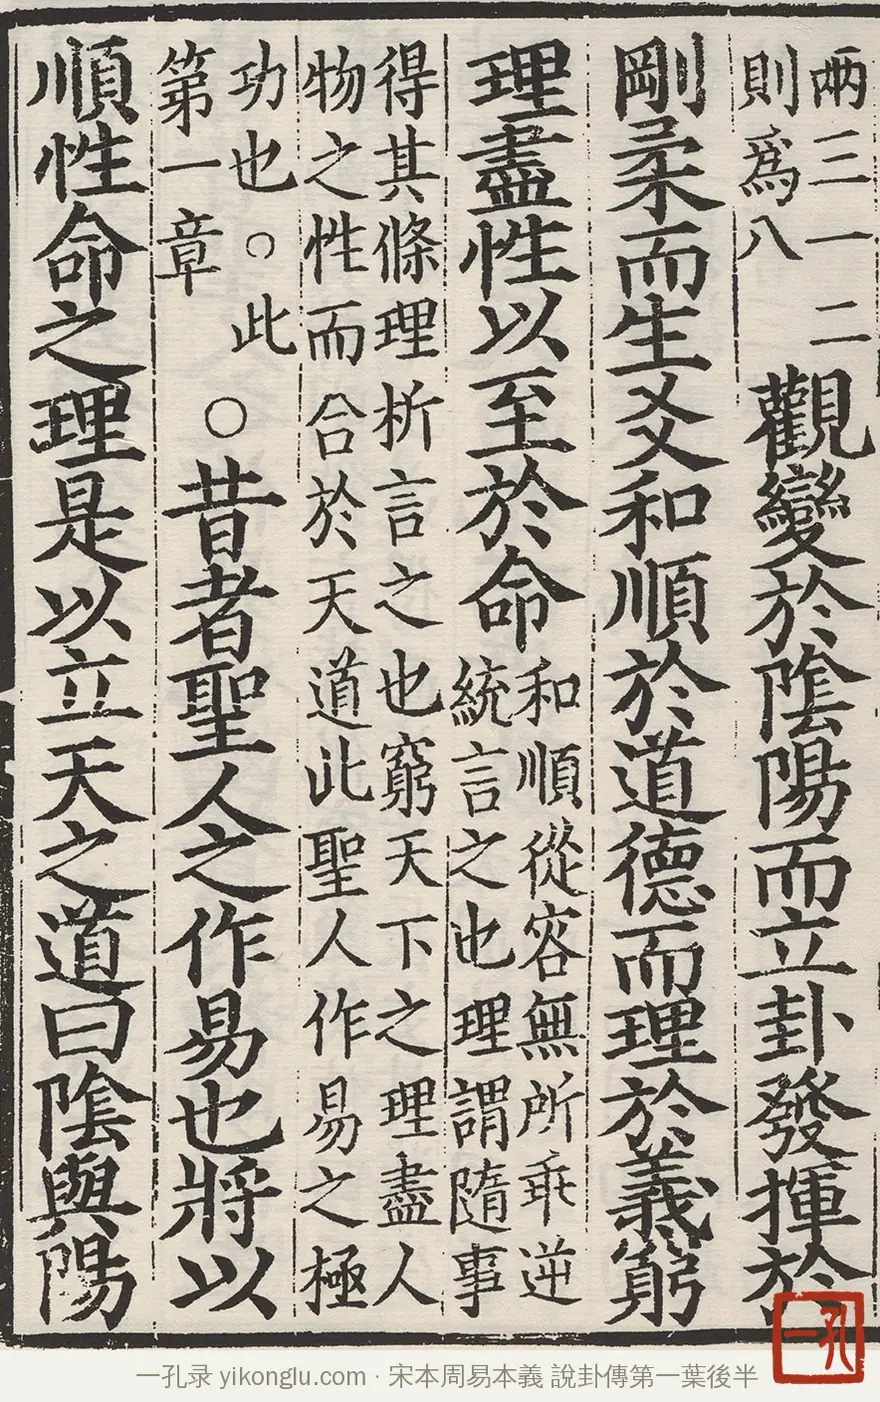 兩三一二
則爲八
觀變於隂陽而立卦發揮於
剛柔而生爻和順於道德而理於義窮
理盡性以至於命
和順從容無所乖逆
統言之也理謂隨事
得其條理析言之也窮天下之理盡人
物之性而合於天道此聖人作易之極
功也○此
第一章
○昔者聖人之作易也將以
順性命之理是以立天之道曰隂與陽
一孔
一孔录 yikonglu.com · 宋本周易本義 說卦傳第一葉後半